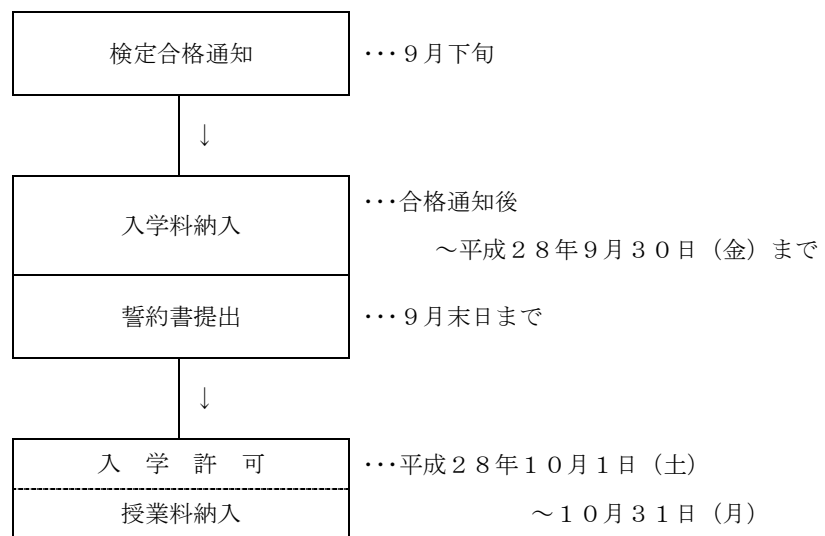 検定合格通知 ・・・９月下旬
↓
・・・合格通知後
入学料納入
～平成２８年９月３０日（金）まで
誓約書提出 ・・・９月末日まで
↓
入　学　許　可 ・・・平成２８年１０月１日（土）
授業料納入 ～１０月３１日（月）